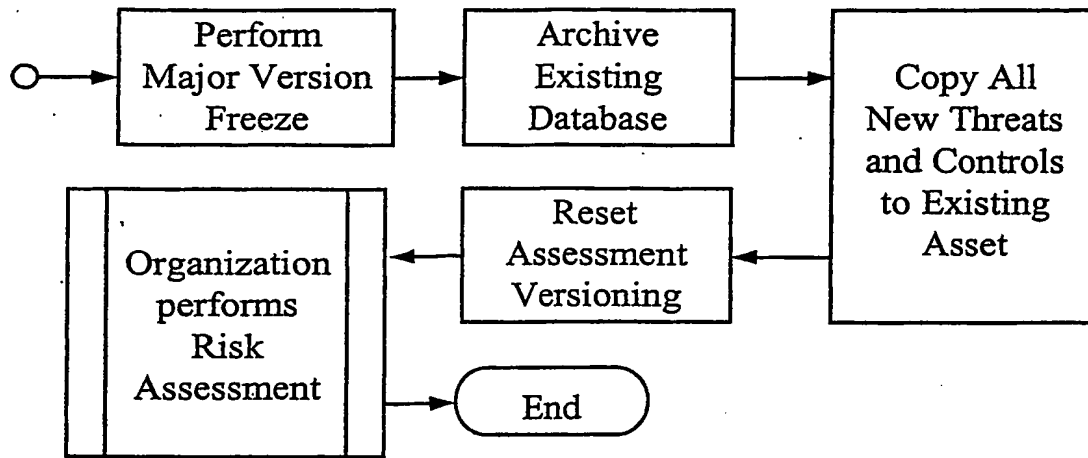 Perform
Major Version
Freeze
Archive
Existing
Database
Copy All
New Threats
and Controls
to Existing
Asset
Reset
Assessment
Versioning
Organization
performs
Risk
Assessment
End